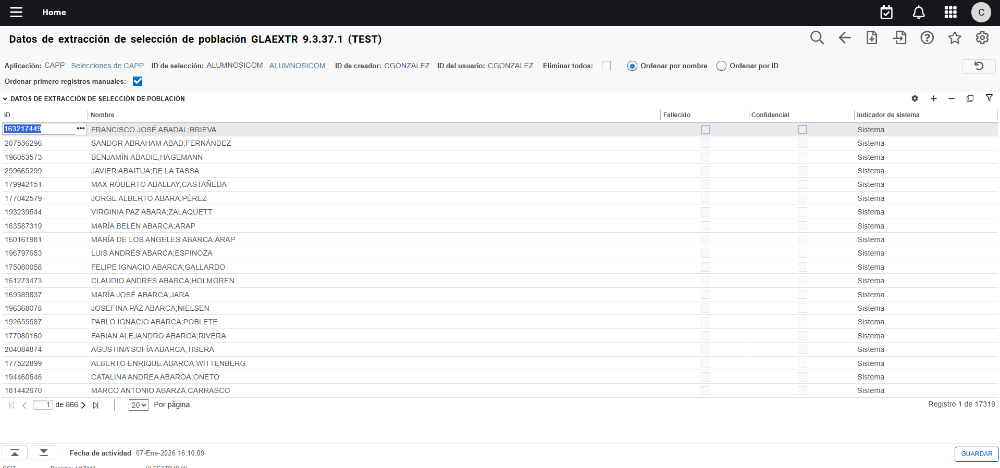 Home
C
Datos de extracción de selección de población GLAEXTR 9.3.37.1 (TEST)
Aplicación: CAPP Selecciones de CAPP ID de selección: ALUMNOSICOM ALUMNOSICOM ID de creador: CGONZALEZ ID del usuario: CGONZALEZ Eliminar todos: Ordenar por nombre Ordenar por ID
Ordenar primero registros manuales:
DATOS DE EXTRACCIÓN DE SELECCIÓN DE POBLACIÓN
ID Nombre Fallecido Confidencial Indicador de sistema
163217449 FRANCISCO JOSÉ ABADAL;BRIEVA Sistema
207536296 SANDOR ABRAHAM ABAD;FERNÁNDEZ Sistema
196053573 BENJAMÍN ABADIE;HAGEMANN Sistema
259665299 JAVIER ABAITUA;DE LA TASSA Sistema
179942151 MAX ROBERTO ABALLAY;CASTAÑEDA Sistema
177042579 JORGE ALBERTO ABARA;PÉREZ Sistema
193239544 VIRGINIA PAZ ABARA;ZALAQUETT Sistema
163587319 MARÍA BELÉN ABARCA;ARAP Sistema
160161981 MARÍA DE LOS ANGELES ABARCA;ARAP Sistema
196797653 LUIS ANDRÉS ABARCA;ESPINOZA Sistema
175080058 FELIPE IGNACIO ABARCA;GALLARDO Sistema
161273473 CLAUDIO ANDRES ABARCA;HOLMGREN Sistema
169389837 MARÍA JOSÉ ABARCA;JARA Sistema
196368078 JOSEFINA PAZ ABARCA;NIELSEN Sistema
192655587 PABLO IGNACIO ABARCA;POBLETE Sistema
177080160 FABIAN ALEJANDRO ABARCA;RIVERA Sistema
204084874 AGUSTINA SOFÍA ABARCA;TISERA Sistema
177522899 ALBERTO ENRIQUE ABARCA;WITTENBERG Sistema
194460546 CATALINA ANDREA ABAROA;ONETO Sistema
181442670 MARCO ANTONIO ABARZA;CARRASCO Sistema
1 de 866 20 Por página Registro 1 de 17319
Fecha de actividad 07-Ene-2026 16:10:09 GUARDAR
EDIT Registro: 1/17319 GLBEXTR.ID [1]